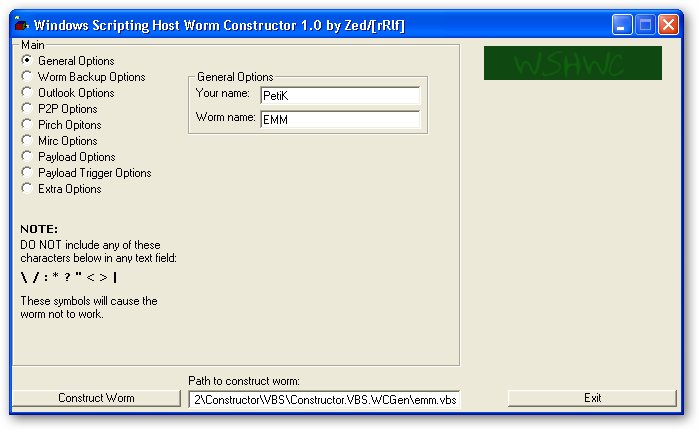 Windows Scripting Host Worm Constructor 1.0 by Zed/[rRlf]
Main
General Options
Worm Backup Options
Outlook Options
P2P Options
Pirch Opitons
Mirc Options
Payload Options
Payload Trigger Options
Extra Options
General Options
Your name: PetiK
Worm name: EMM
WSHWC
NOTE:
DO NOT include any of these
characters below in any text field:
\ / : * ? " < > |
These symbols will cause the
worm not to work.
Path to construct worm:
Construct Worm
2\Constructor\VBS\Constructor.VBS.WCGen\emm.vbs
Exit